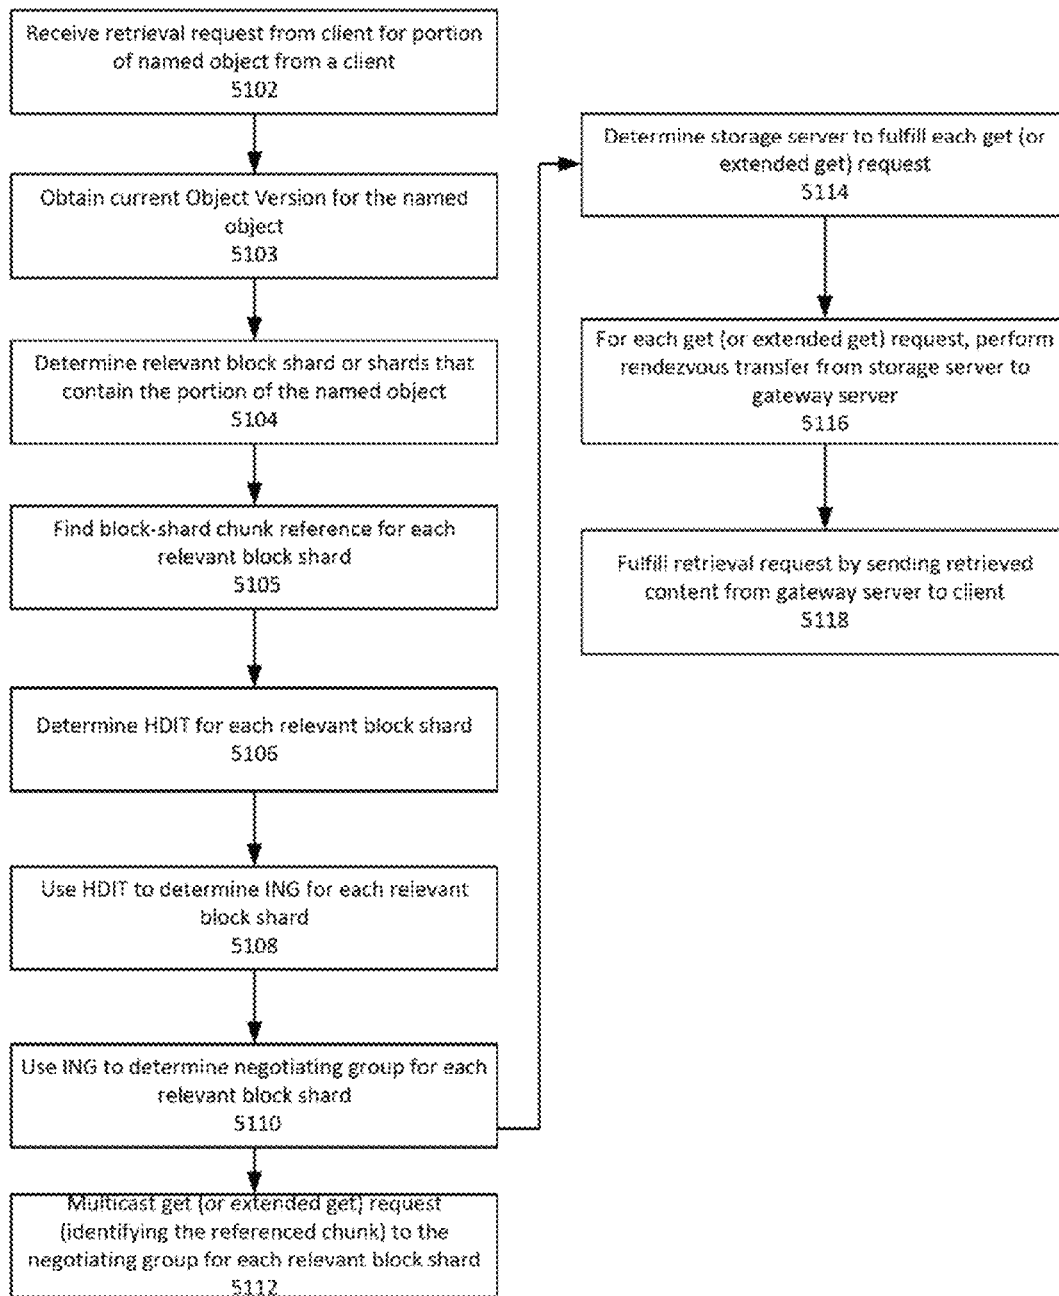 Receive retrieval request from client for portion
of named object from a client
5102
Obtain current Object Version for the named
object
5103
Determine relevant block shard or shards that
contain the portion of the named object
5104
Find block-shard chunk reference for each
relevant block shard
5105
Determine HDIT for each relevant block shard
5106
Use HDIT to determine ING for each relevant
block shard
5108
Use ING to determine negotiating group for each
relevant block shard
5110
Multicast get (or extended get) request
(identifying the referenced chunk) to the
negotiating group for each relevant block shard
5112
Determine storage server to fulfill each get (or
extended get) request
5114
For each get (or extended get) request, perform
rendezvous transfer from storage server to
gateway server
5116
Fulfill retrieval request by sending retrieved
content from gateway server to client
5118